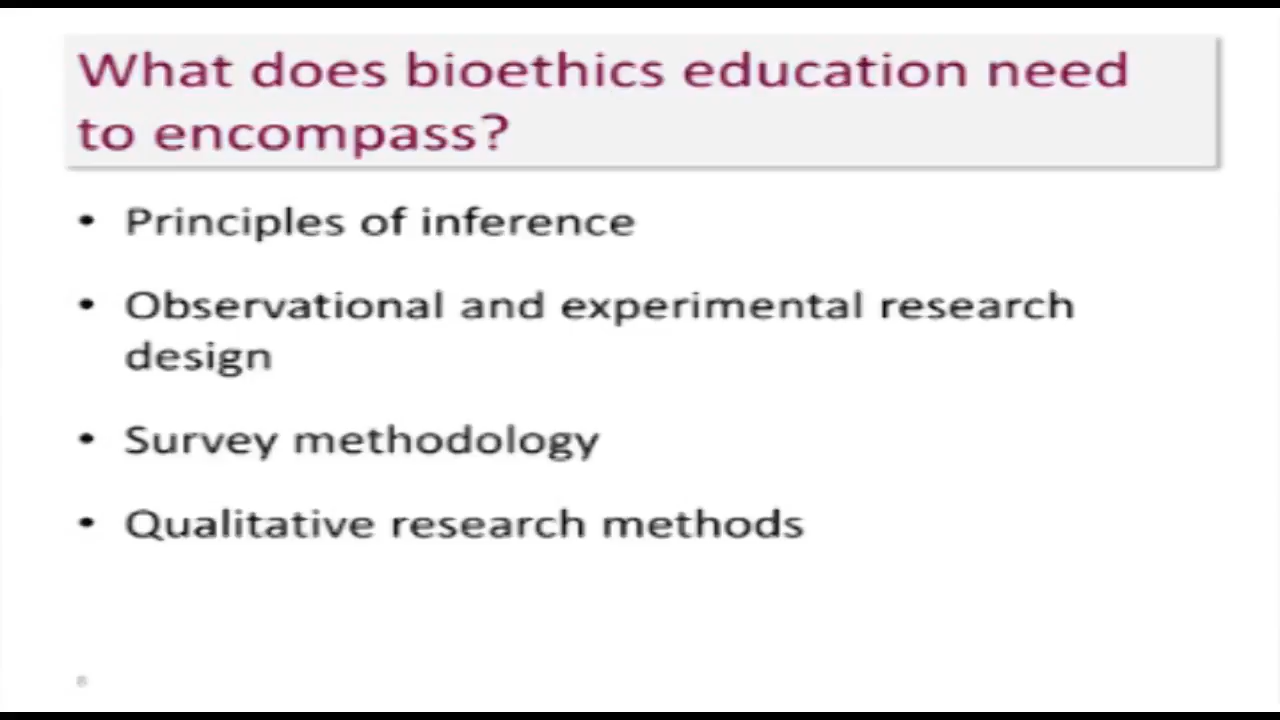 What does bioethics education need
to encompass?
• Principles of inference
• Observational and experimental research
design
• Survey methodology
• Qualitative research methods